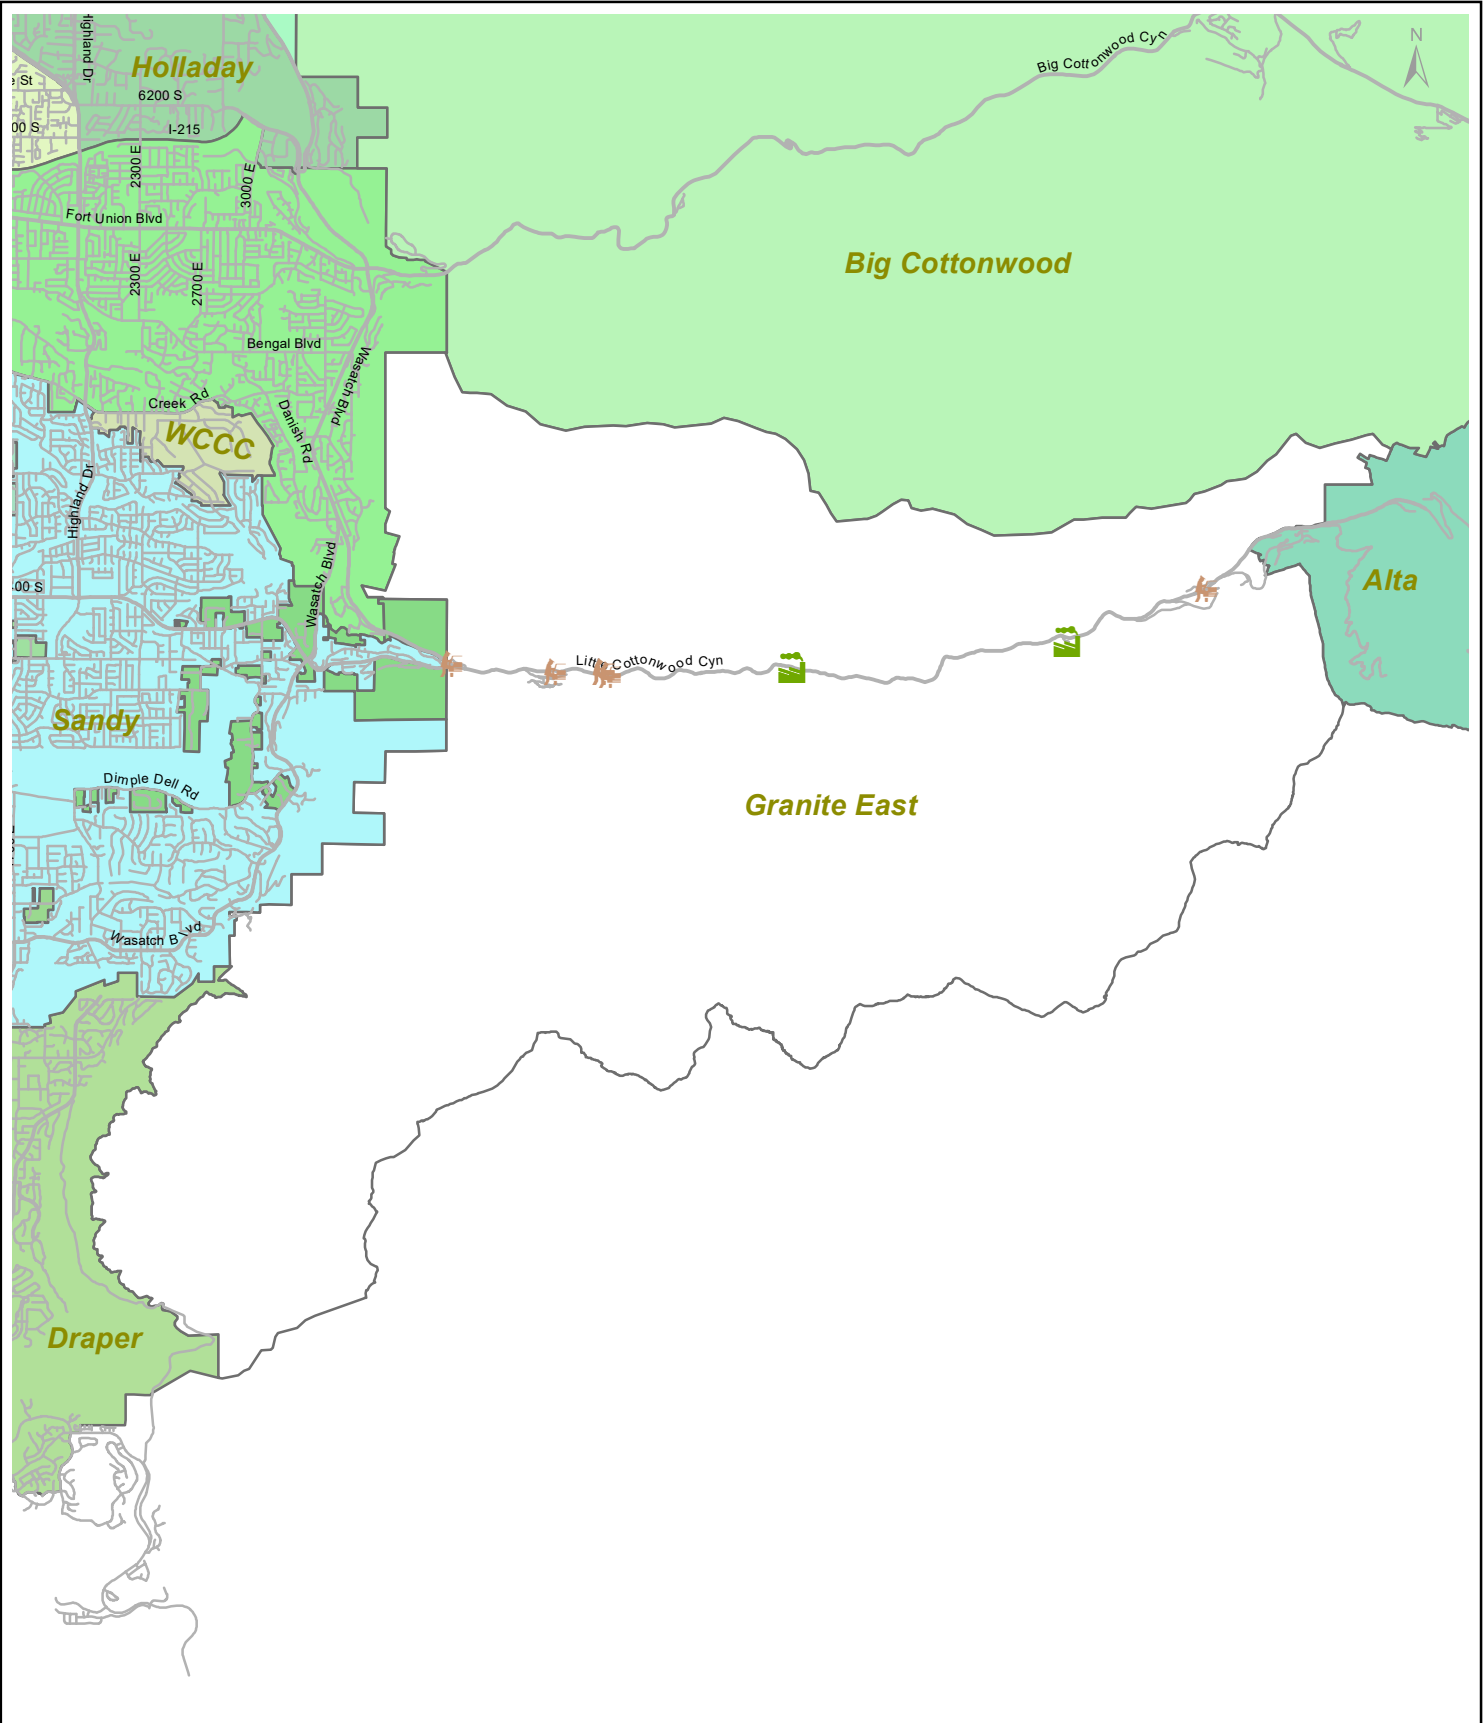 Highland Dr
Holladay
Big Cottonwood Cyn
N
e St
6200 S
00 S
I-215
2300 E
3000 E
Fort Union Blvd
Big Cottonwood
2300 E
2700 E
Bengal Blvd
Wasatch Blvd
Creek Rd
Danish Rd
WCCC
Highland Dr
Wasatch Blvd
00 S
Alta
Little Cottonwood Cyn
Sandy
Dimple Dell Rd
Granite East
Wasatch Blvd
Draper